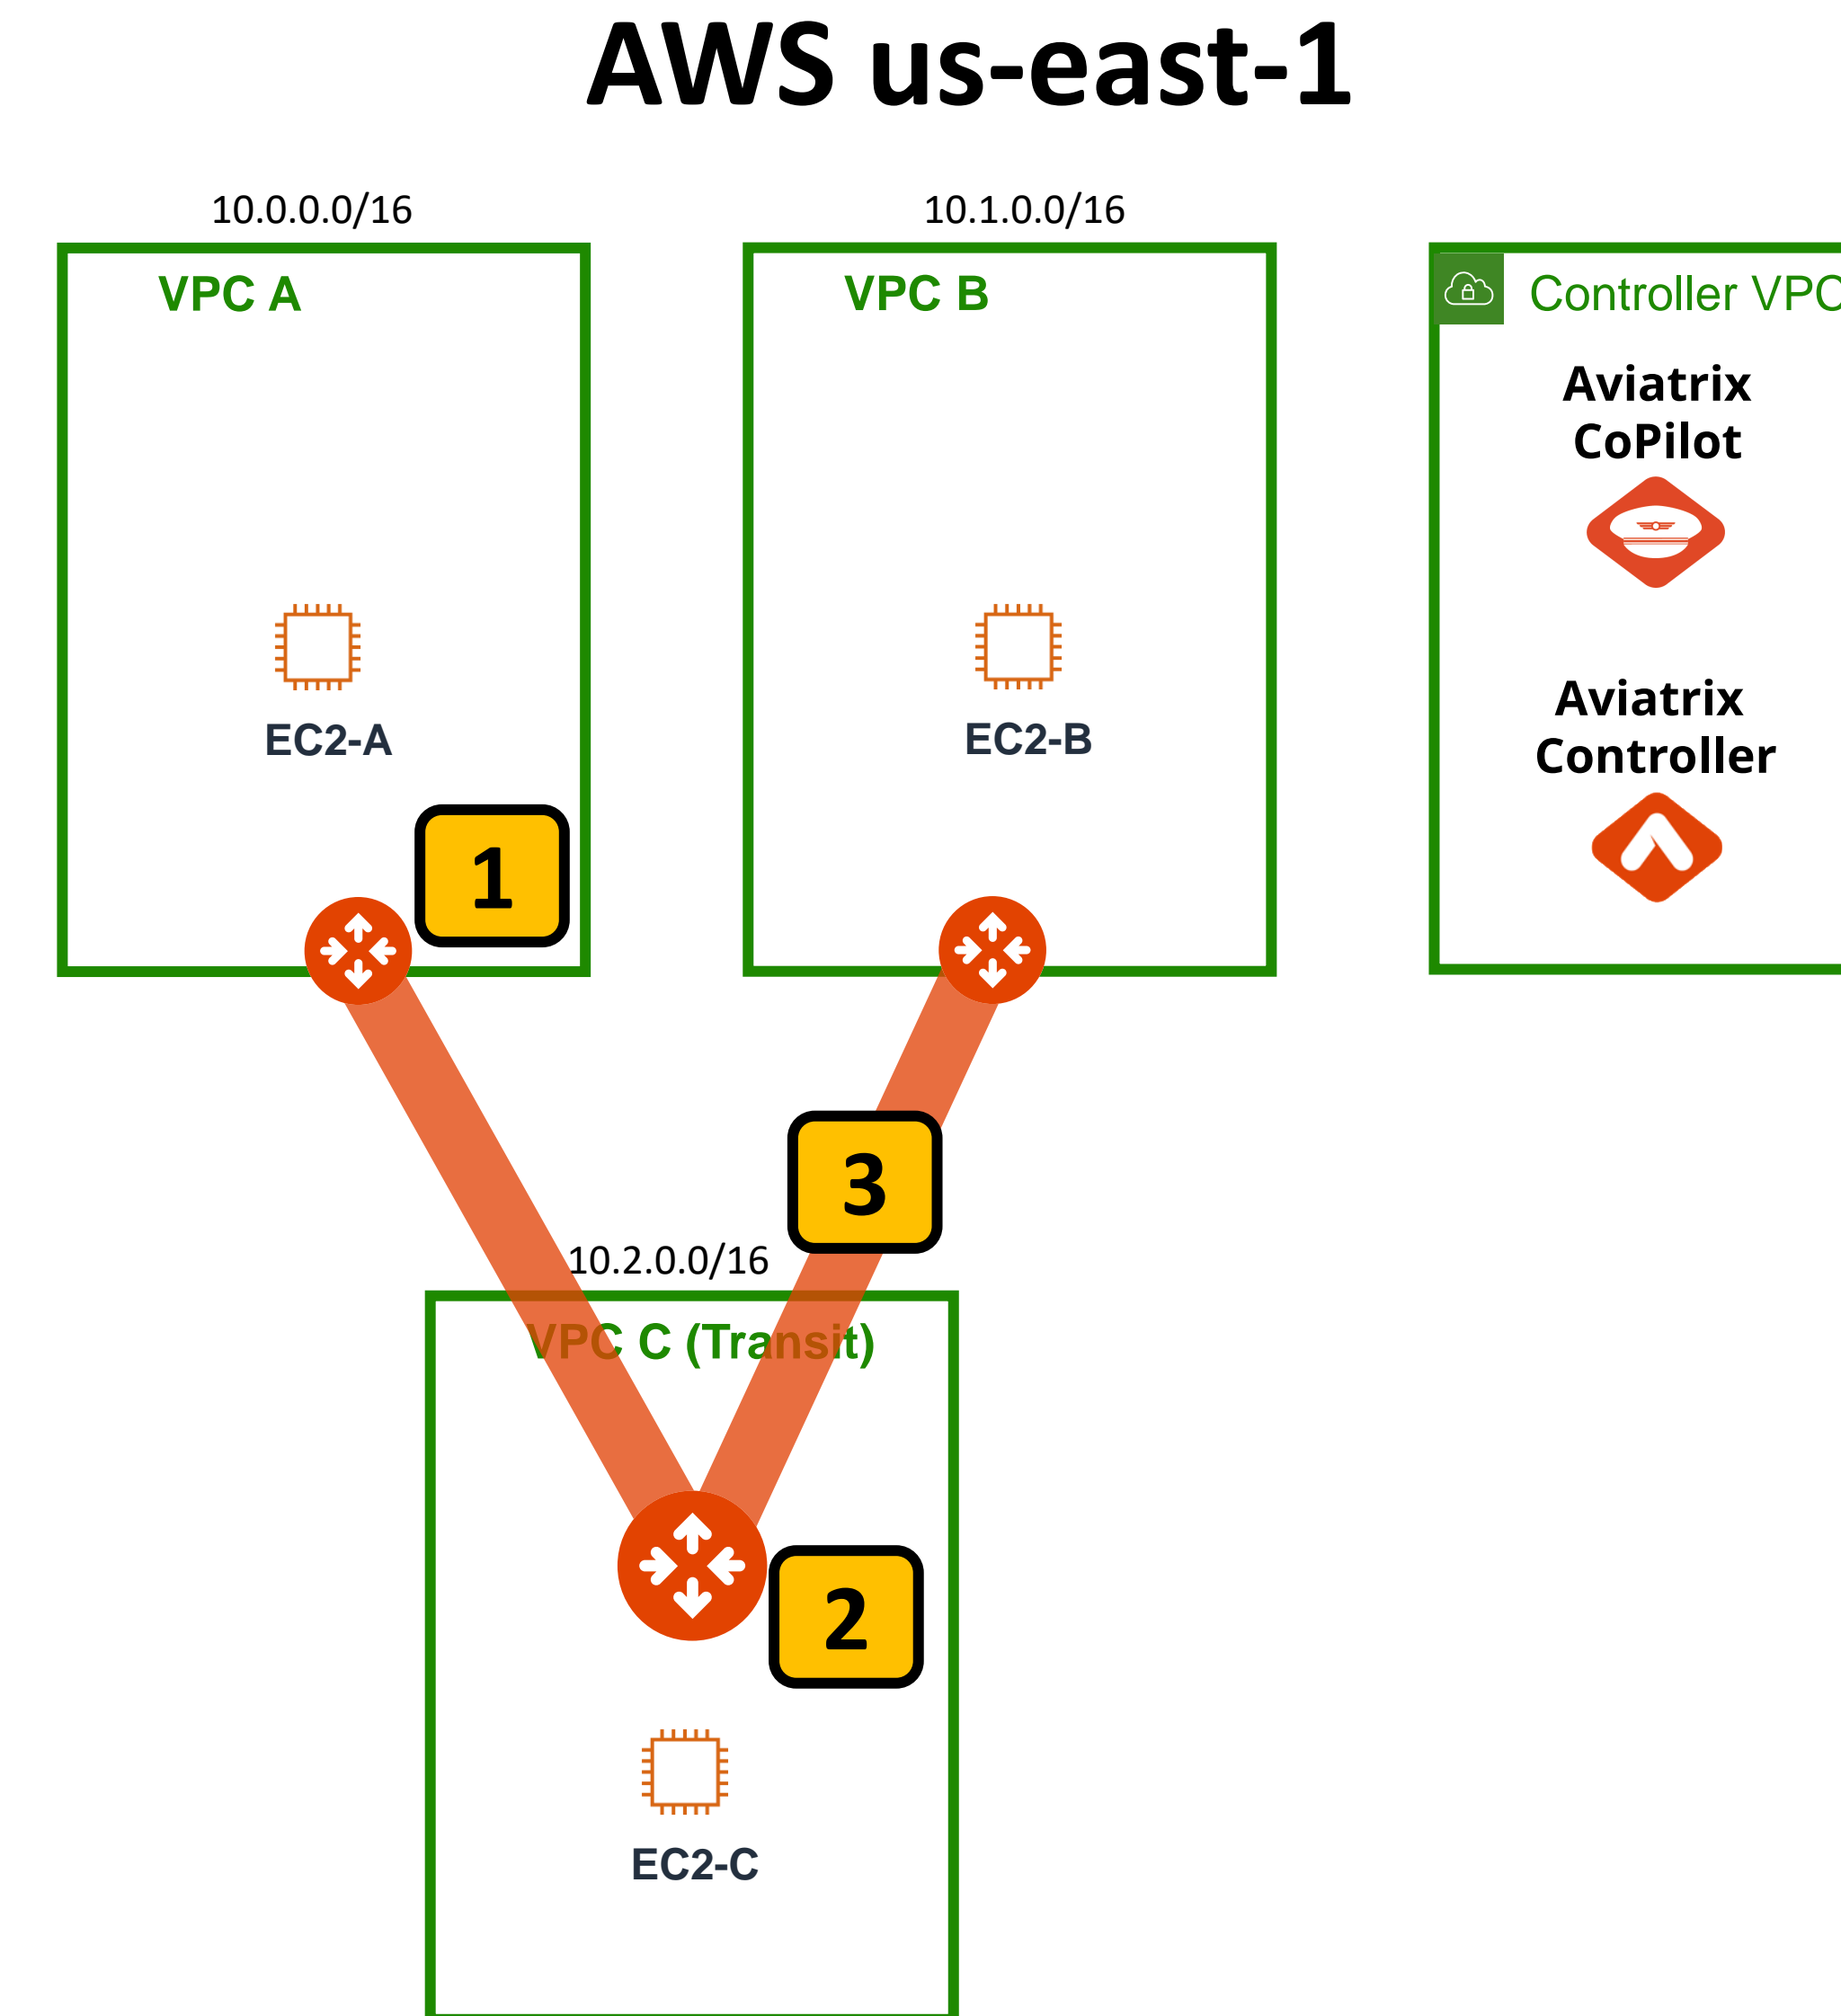 AWS us-east-1
10.0.0.0/16
10.1.0.0/16
VPC A
VPC B
Controller VPC
Aviatrix
CoPilot
EC2-A
EC2-B
Aviatrix
Controller
1
3
10.2.0.0/16
VPC C (Transit)
2
EC2-C